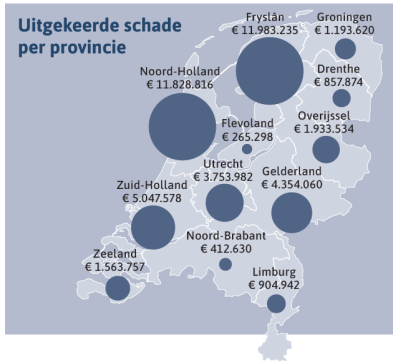 Uitgekeerde schade
per provincie
Fryslân
€ 11.983.235
Groningen
€ 1.193.620
Noord-Holland
€ 11.828.816
Drenthe
€ 857.874
Flevoland
€ 265.298
Overijssel
€ 1.933.534
Utrecht
€ 3.753.982
Gelderland
€ 4.354.060
Zuid-Holland
€ 5.047.578
Noord-Brabant
€ 412.630
Zeeland
€ 1.563.757
Limburg
€ 904.942